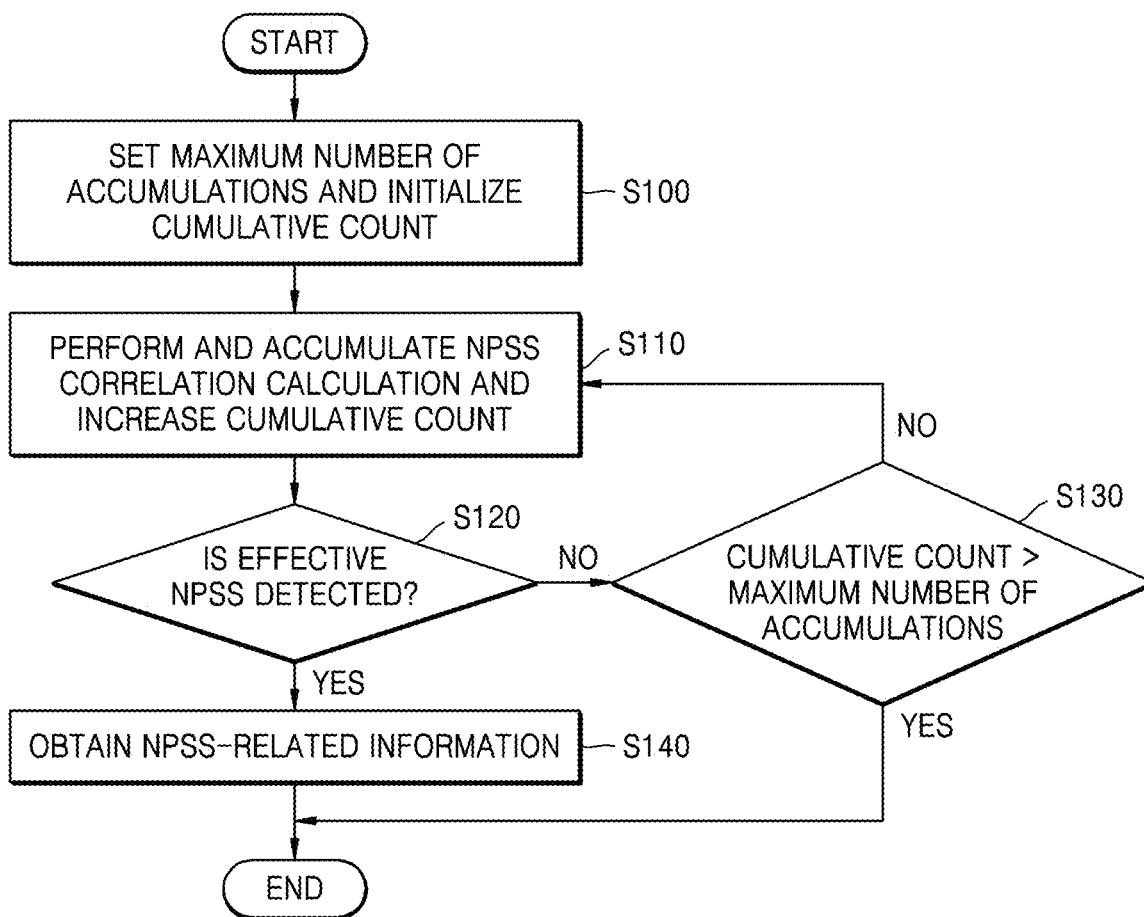 START
SET MAXIMUM NUMBER OF
ACCUMULATIONS AND INITIALIZE
CUMULATIVE COUNT
S100
PERFORM AND ACCUMULATE NPSS
CORRELATION CALCULATION AND
INCREASE CUMULATIVE COUNT
S110
IS EFFECTIVE
NPSS DETECTED?
S120
NO
CUMULATIVE COUNT >
MAXIMUM NUMBER OF
ACCUMULATIONS
S130
NO
YES
YES
OBTAIN NPSS-RELATED INFORMATION
S140
END